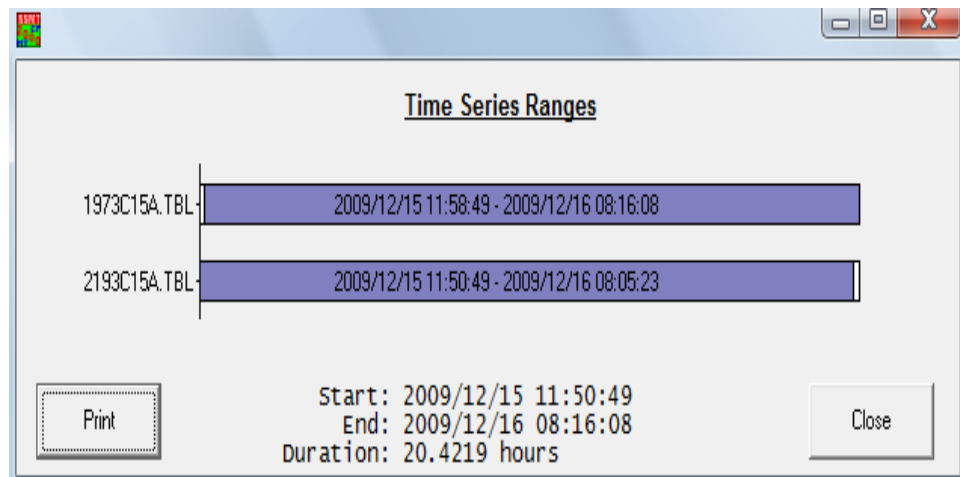 SSMT
X
Time Series Ranges
1973C15A.TBL
2009/12/15 11:58:49 - 2009/12/16 08:16:08
2193C15A.TBL
2009/12/15 11:50:49 - 2009/12/16 08:05:23
Print
Start: 2009/12/15 11:50:49
End: 2009/12/16 08:16:08
Duration: 20.4219 hours
Close